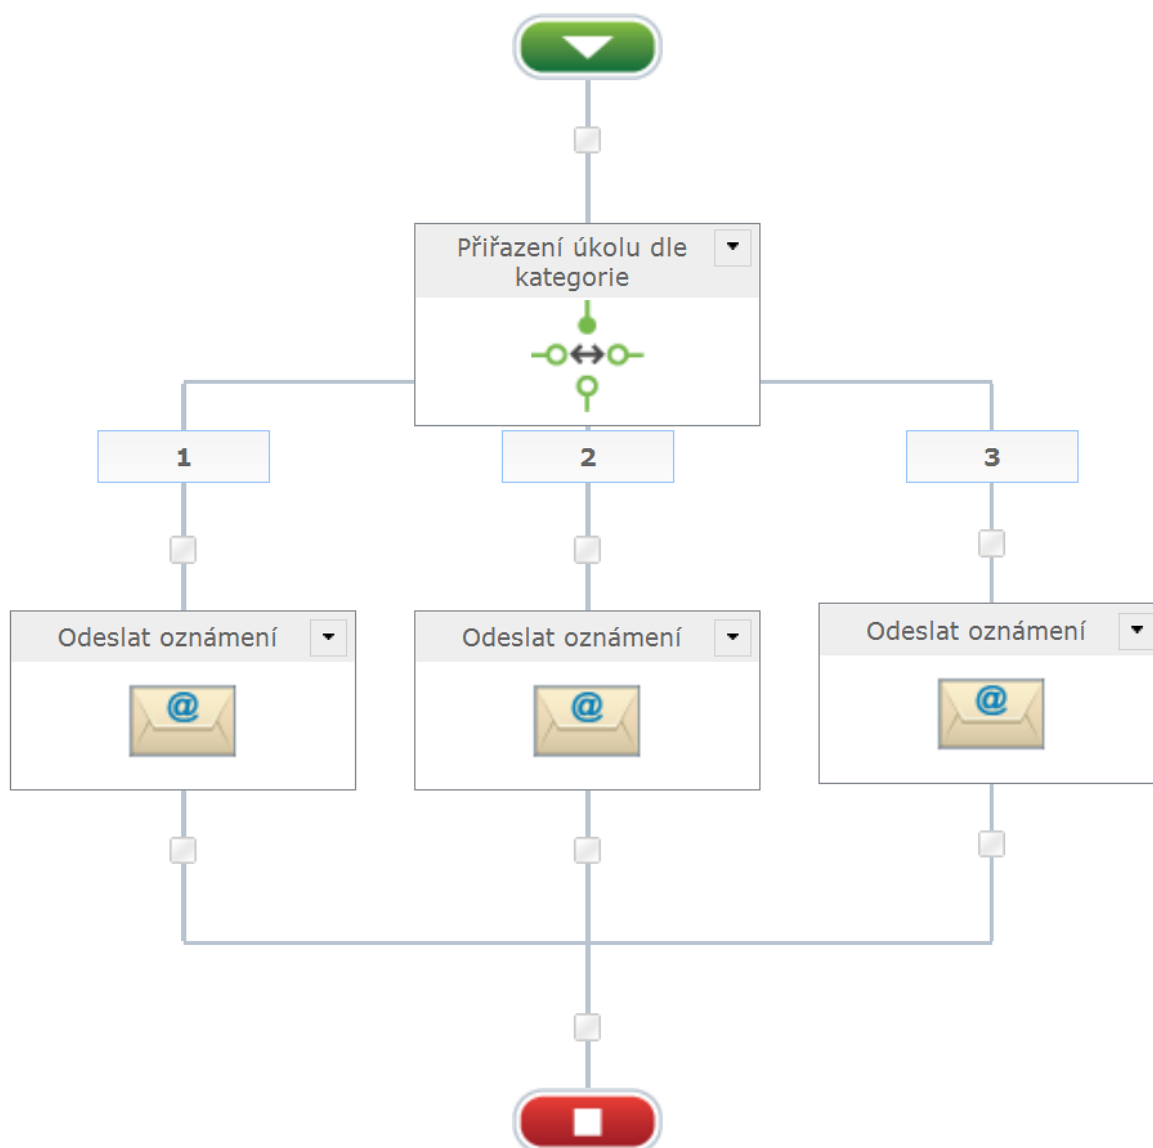 Přiřazení úkolu dle
kategorie
1
2
3
Odeslat oznámení
Odeslat oznámení
Odeslat oznámení
@
@
@